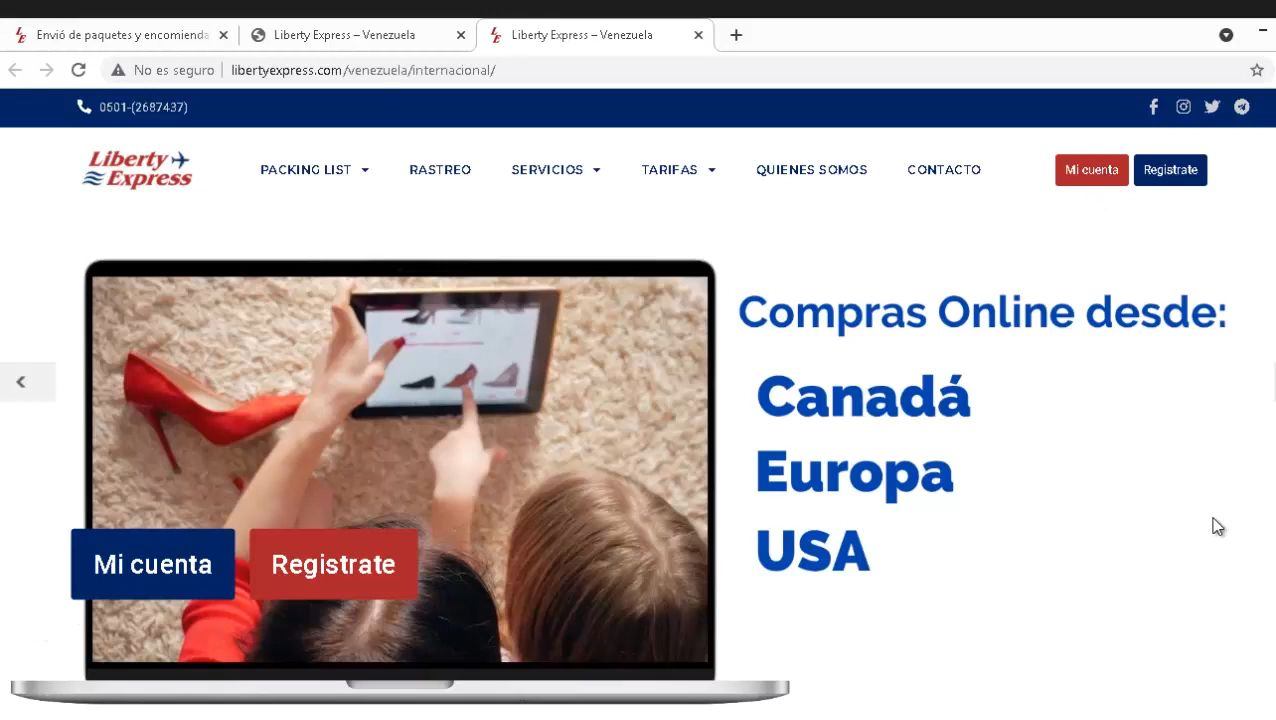 Envió de paquetes y encomienda
Liberty Express – Venezuela
Liberty Express – Venezuela
No es seguro
libertyexpress.com/venezuela/internacional/
0501-(2687437)
Liberty
Express
PACKING LIST
RASTREO
SERVICIOS
TARIFAS
QUIENES SOMOS
CONTACTO
Mi cuenta
Registrate
Compras Online desde:
Canadá
Europa
USA
Mi cuenta
Registrate